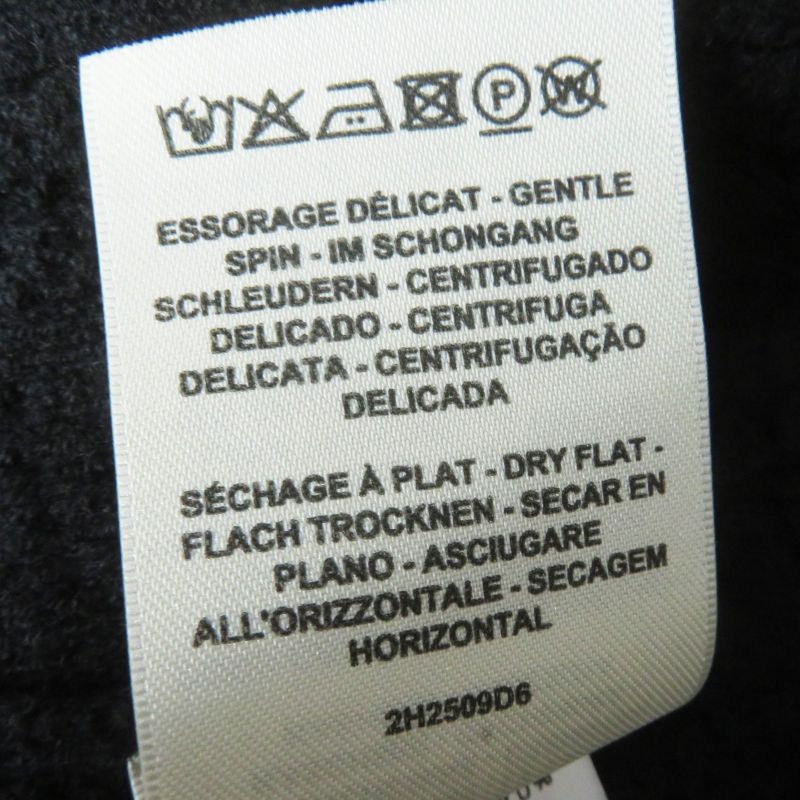 P W
ESSORAGE DÉLICAT - GENTLE
SPIN - IM SCHONGANG
SCHLEUDERN - CENTRIFUGADO
DELICADO - CENTRIFUGA
DELICATA - CENTRIFUGAÇÃO
DELICADA
SÉCHAGE À PLAT - DRY FLAT -
FLACH TROCKNEN - SECAR EN
PLANO - ASCIUGARE
ALL'ORIZZONTALE - SECAGEM
HORIZONTAL
2H2509D6